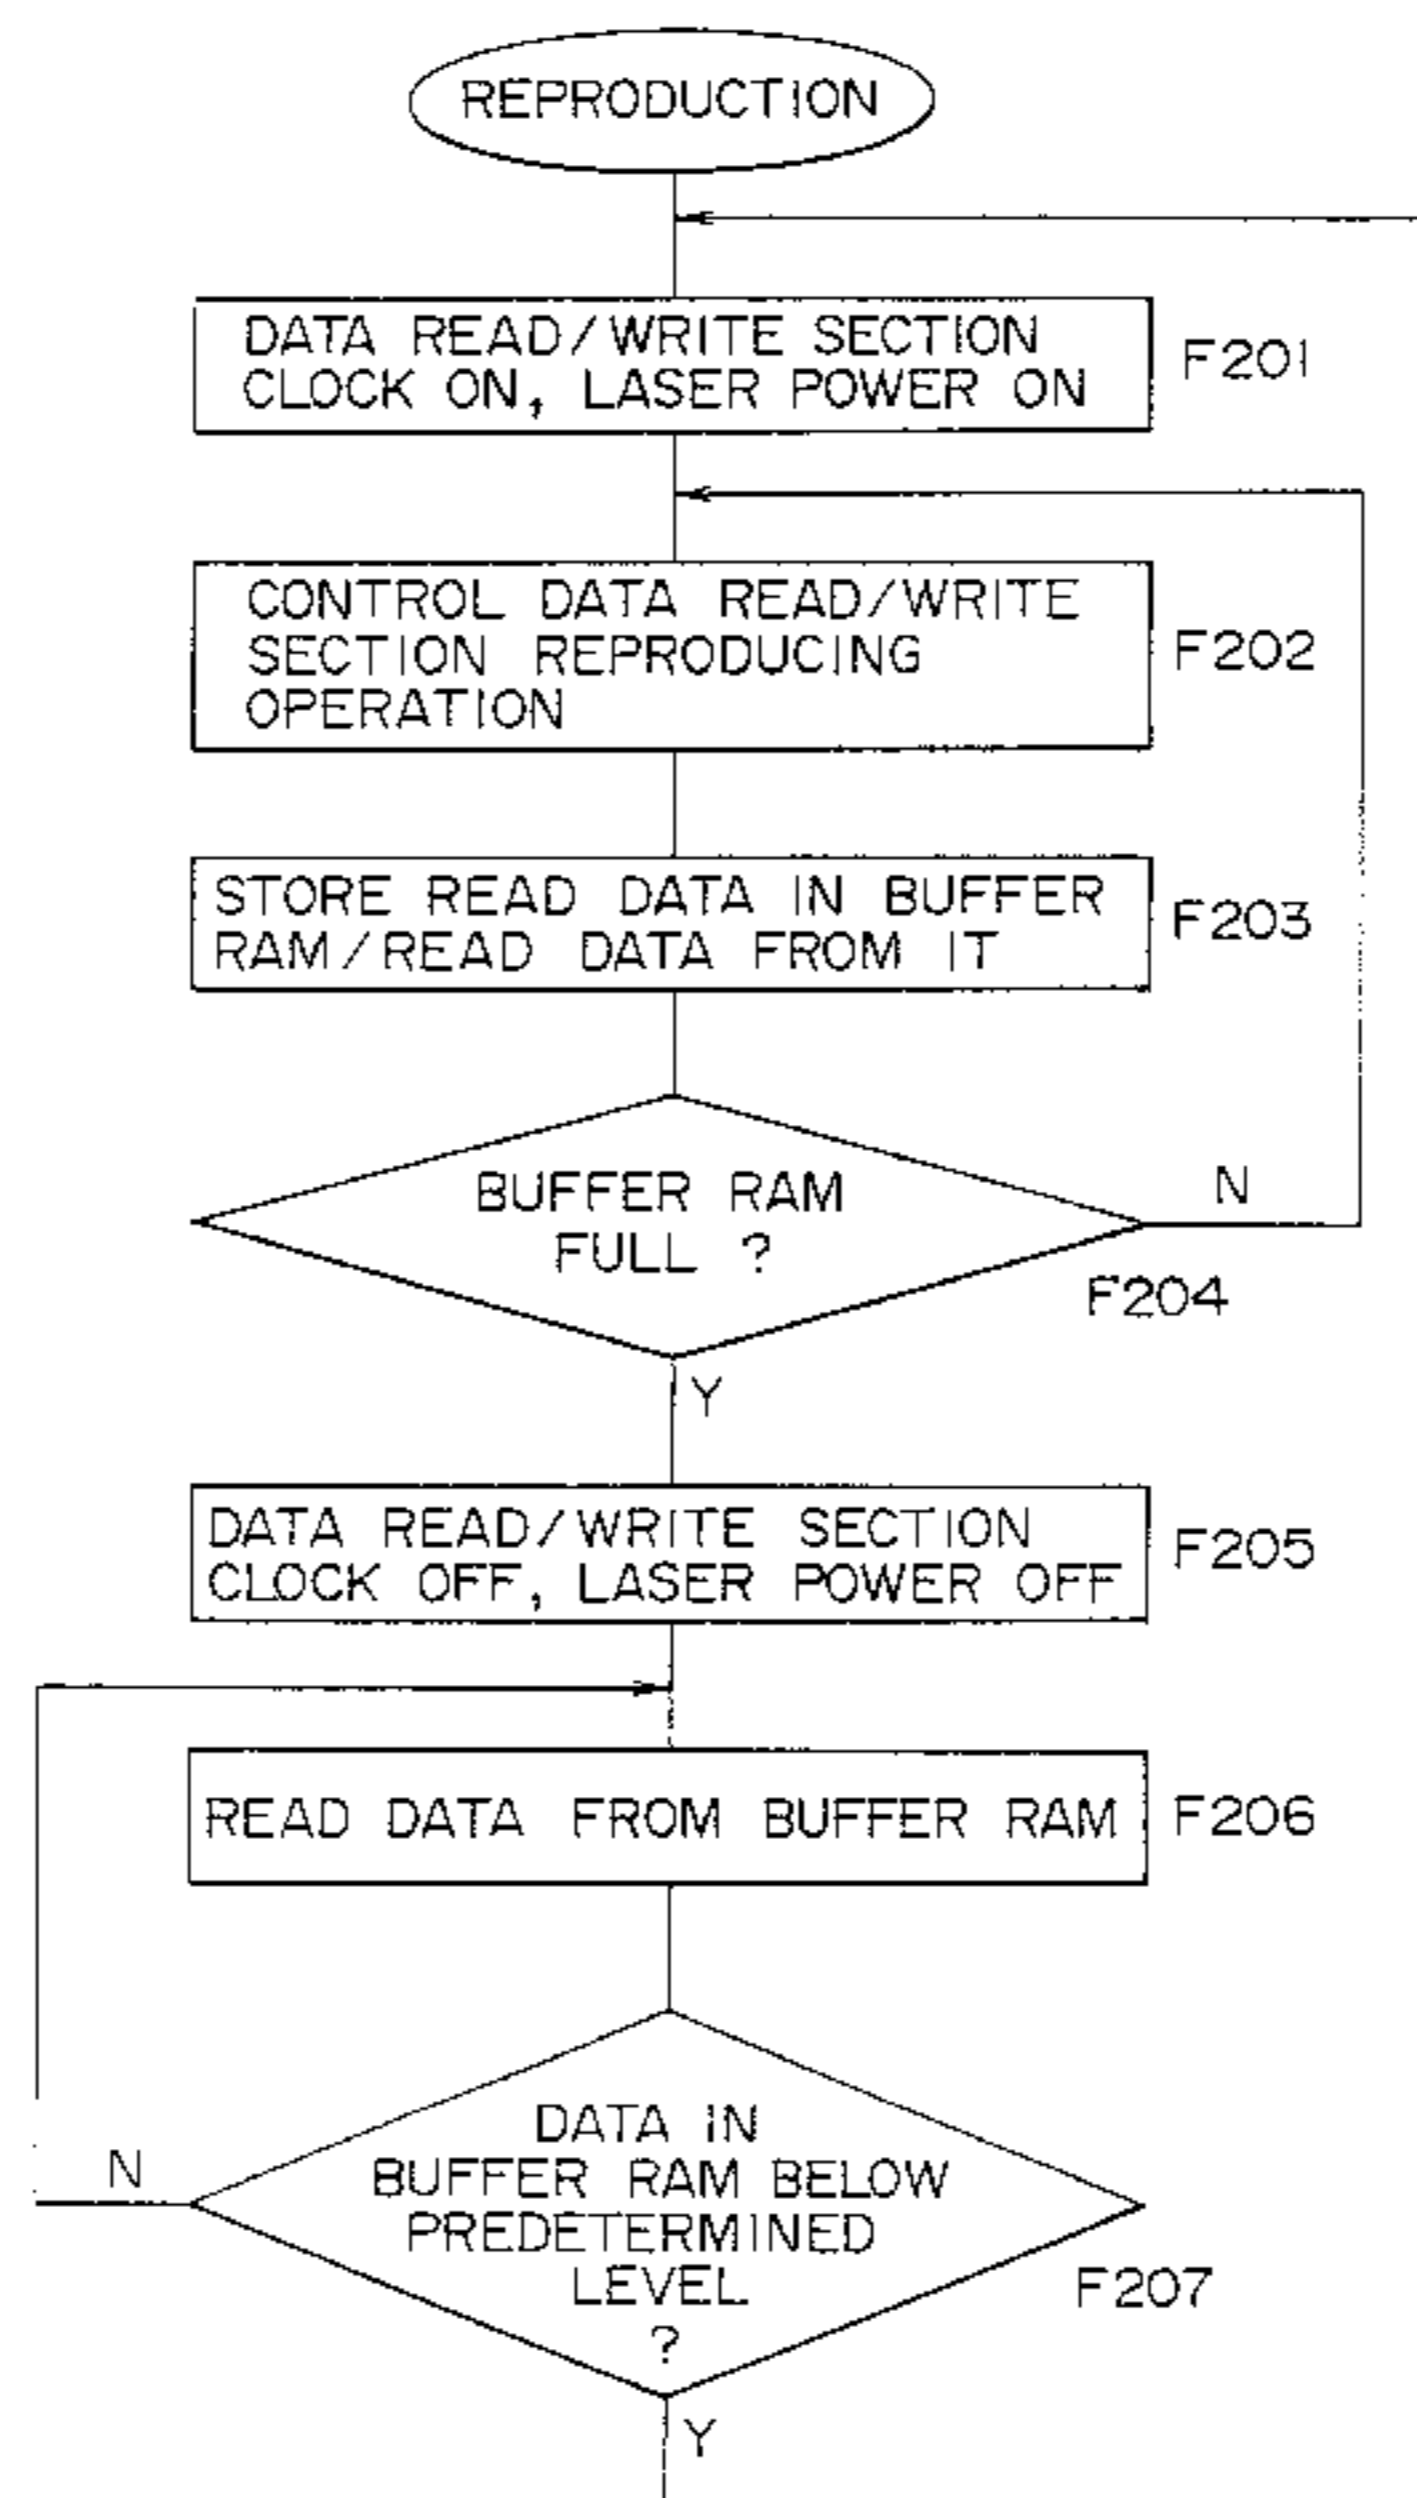 REPRODUCTION
DATA READ/WRITE SECTION
CLOCK ON, LASER POWER ON
F201
CONTROL DATA READ/WRITE
SECTION REPRODUCING
OPERATION
F202
STORE READ DATA IN BUFFER
RAM/READ DATA FROM IT
F203
BUFFER RAM
FULL ?
N
F204
Y
DATA READ/WRITE SECTION
CLOCK OFF, LASER POWER OFF
F205
READ DATA FROM BUFFER RAM
F206
DATA IN
BUFFER RAM BELOW
PREDETERMINED
LEVEL
?
N
F207
Y